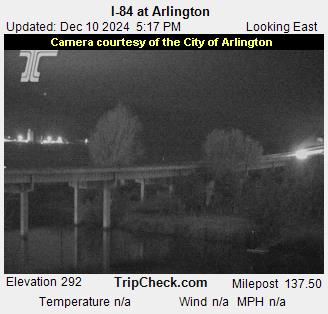 I-84 at Arlington
Updated: Dec 10 2024 5:17 PM Looking East
Camera courtesy of the City of Arlington
Elevation 292 TripCheck.com Milepost 137.50
Temperature n/a Wind n/a MPH n/a